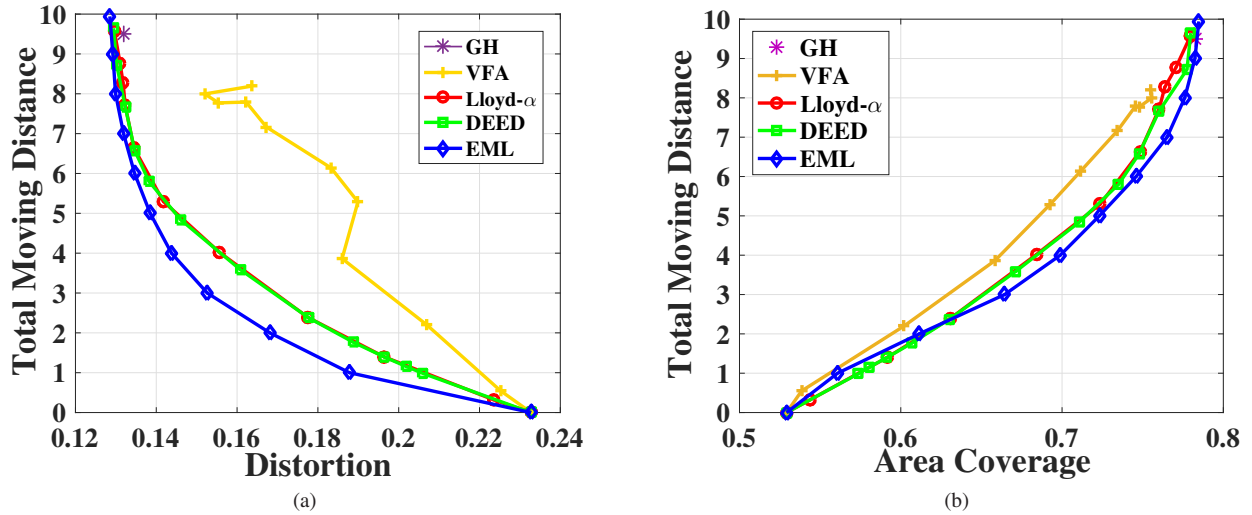 10
9
8
7
6
5
4
3
2
1
0
Total Moving Distance
GH
VFA
Lloyd-α
DEED
EML
0.12 0.14 0.16 0.18 0.2 0.22 0.24
Distortion
(a)
10
9
8
7
6
5
4
3
2
1
0
Total Moving Distance
GH
VFA
Lloyd-α
DEED
EML
0.5 0.6 0.7 0.8
Area Coverage
(b)